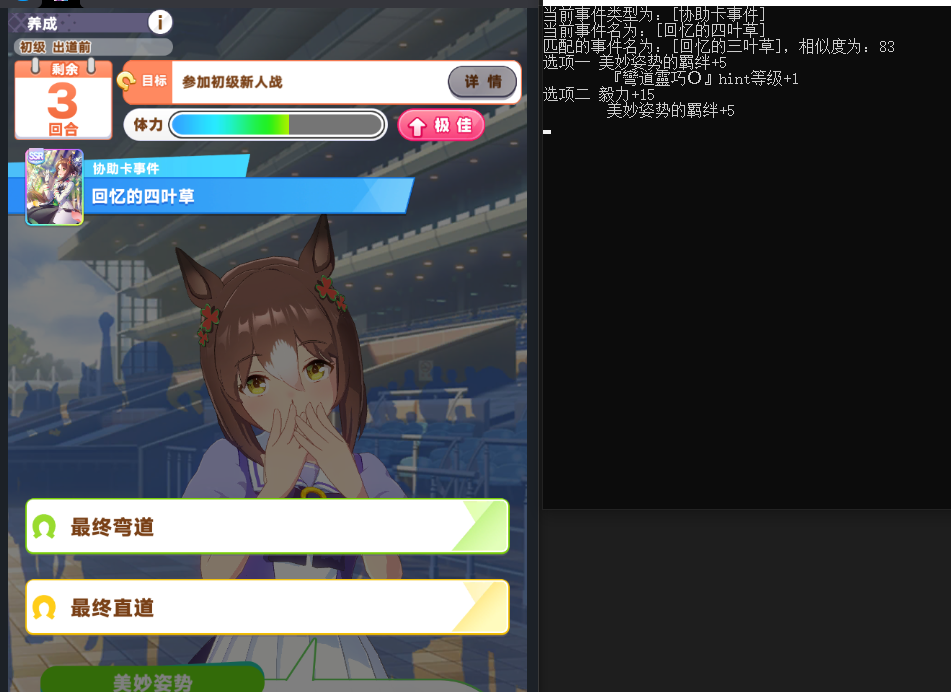 养成
i
初级 出道前
剩余
3
回合
目标
参加初级新人战
详 情
体力
极 佳
SSR
协助卡事件
回忆的四叶草
最终弯道
最终直道
美妙姿势
当前事件类型为: [协助卡事件]
当前事件名为: [回忆的四叶草]
匹配的事件名为: [回忆的三叶草], 相似度为: 83
选项一 美妙姿势的羁绊+5
『彎道靈巧○』hint等级+1
选项二 毅力+15
美妙姿势的羁绊+5